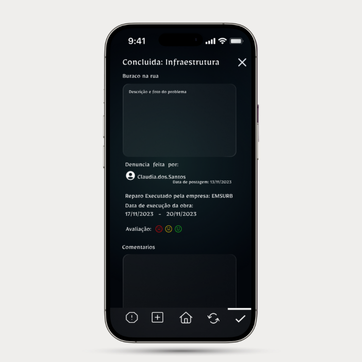 9:41
Concluida: Infraestrutura
Buraco na rua
Descrição e fotos do problema
Denuncia feita por:
Claudia.dos.Santos
Data de postagem: 12/11/2023
Reparo Executado pela empresa: EMSURB
Data de execução da obra:
17/11/2023 - 20/11/2023
Avaliação:
Comentarios